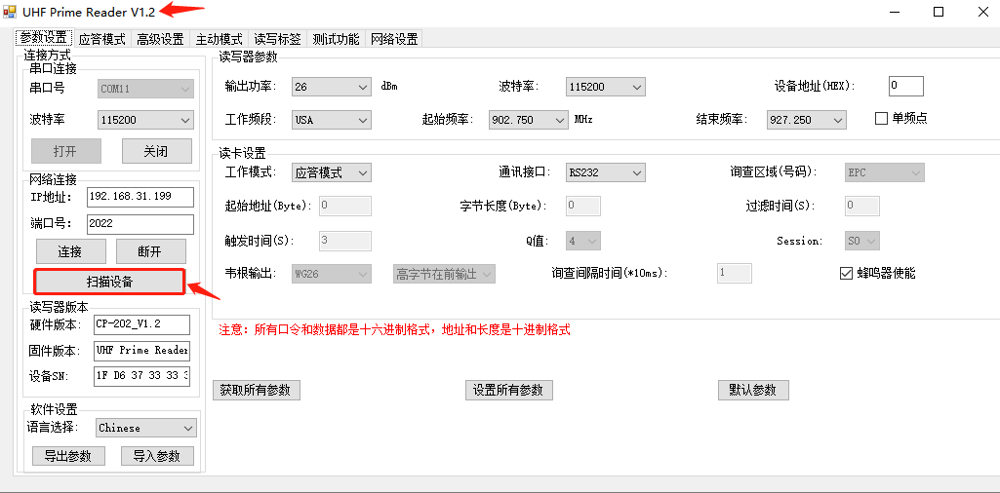 UHF Prime Reader V1.2
参数设置 应答模式 高级设置 主动模式 读写标签 测试功能 网络设置
连接方式
串口连接
串口号 COM11
波特率 115200
打开 关闭
网络连接
IP地址: 192.168.31.199
端口号: 2022
连接 断开
扫描设备
读写器版本
硬件版本: CP-202_V1.2
固件版本: UHF Prime Reader
设备SN: 1F D6 37 33 33 3
软件设置
语言选择: Chinese
导出参数 导入参数
读写器参数
输出功率: 26 dBm 波特率: 115200 设备地址(HEX): 0
工作频段: USA 起始频率: 902.750 MHz 结束频率: 927.250 单频点
读卡设置
工作模式: 应答模式 通讯接口: RS232 询查区域(号码): EPC
起始地址(Byte): 0 字节长度(Byte): 0 过滤时间(S): 0
触发时间(S): 3 Q值: 4 Session: S0
韦根输出: WG26 高字节在前输出 询查间隔时间(*10ms): 1 蜂鸣器使能
注意: 所有口令和数据都是十六进制格式, 地址和长度是十进制格式
获取所有参数 设置所有参数 默认参数